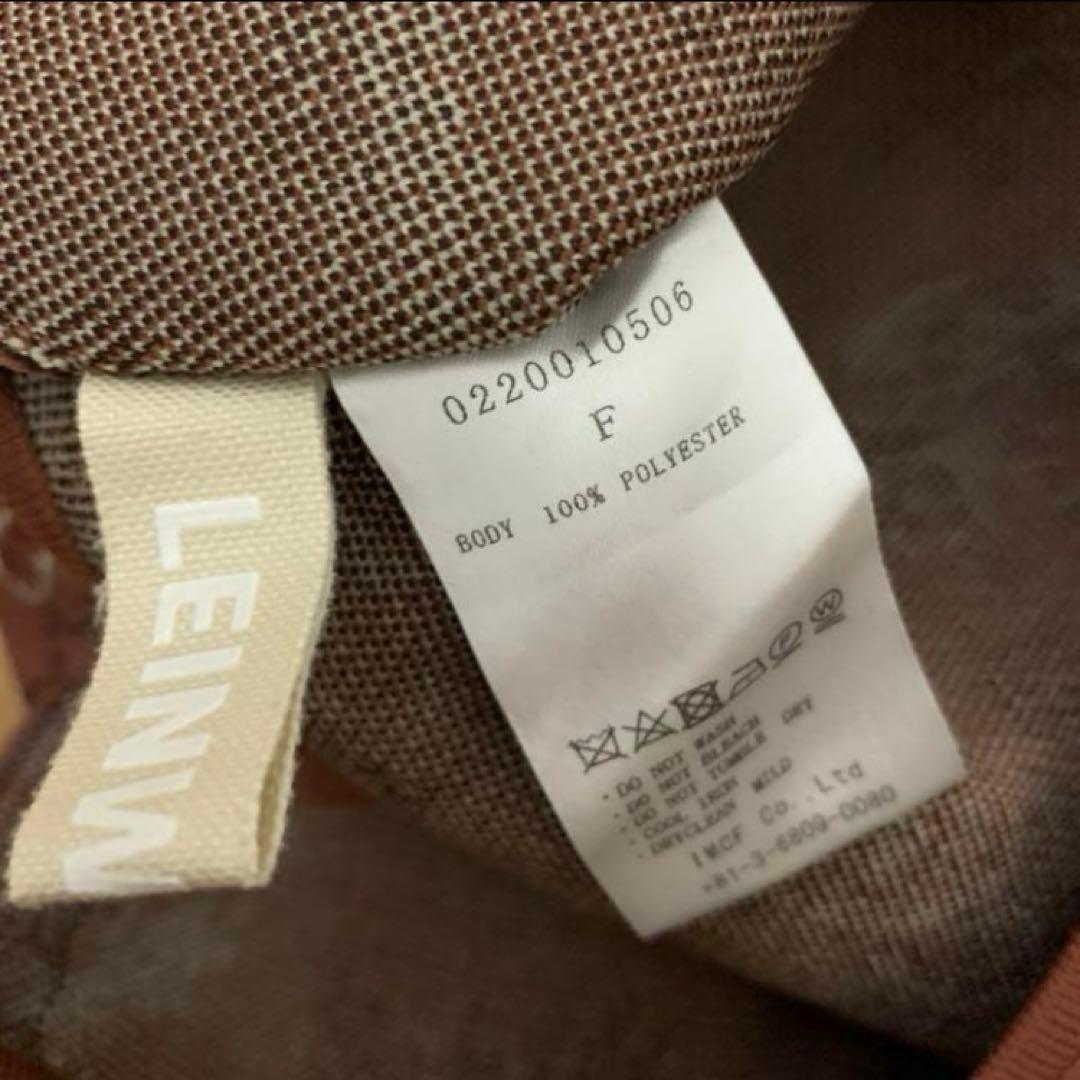 LEINW
0220010506
F
BODY 100% POLYESTER
W
・DO NOT WASH
・DO NOT BLEACH
・DO NOT TUMBLE DRY
・COOL IRON
・DRYCLEAN MILD
IMCF Co.,Ltd
+81-3-6809-0080